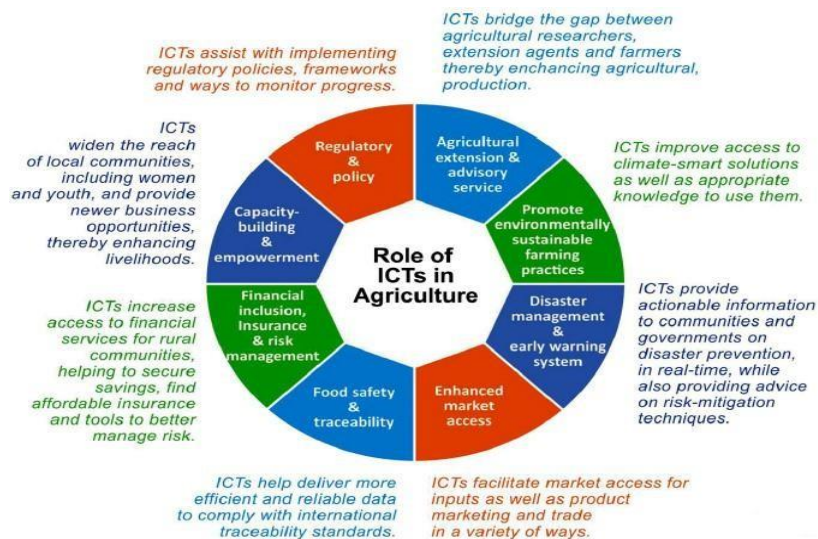 Role of
ICTs in
Agriculture
Agricultural
extension &
advisory
service
ICTs bridge the gap between
agricultural researchers,
extension agents and farmers
thereby enchancing agricultural,
production.
Promote
environmentally
sustainable
farming
practices
ICTs improve access to
climate-smart solutions
as well as appropriate
knowledge to use them.
Disaster
management
&
early warning
system
ICTs provide
actionable information
to communities and
governments on
disaster prevention,
in real-time, while
also providing advice
on risk-mitigation
techniques.
Enhanced
market
access
ICTs facilitate market access for
inputs as well as product
marketing and trade
in a variety of ways.
Food safety
&
traceability
ICTs help deliver more
efficient and reliable data
to comply with international
traceability standards.
Financial
inclusion,
Insurance
& risk
management
ICTs increase
access to financial
services for rural
communities,
helping to secure
savings, find
affordable insurance
and tools to better
manage risk.
Capacity-
building
&
empowerment
ICTs
widen the reach
of local communities,
including women
and youth, and provide
newer business
opportunities,
thereby enhancing
livelihoods.
Regulatory
&
policy
ICTs assist with implementing
regulatory policies, frameworks
and ways to monitor progress.